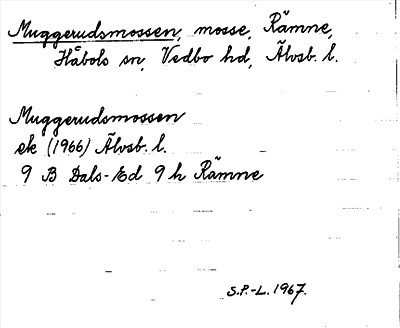 Muggerudsmossen, mosse, Rämne,
Håbols sn, Vedbo hd, Älvsb. l.
Muggerudsmossen
ek (1966) Älvsb. l.
9 B Dals-Ed 9 h Rämne
S.P.-L. 1967.